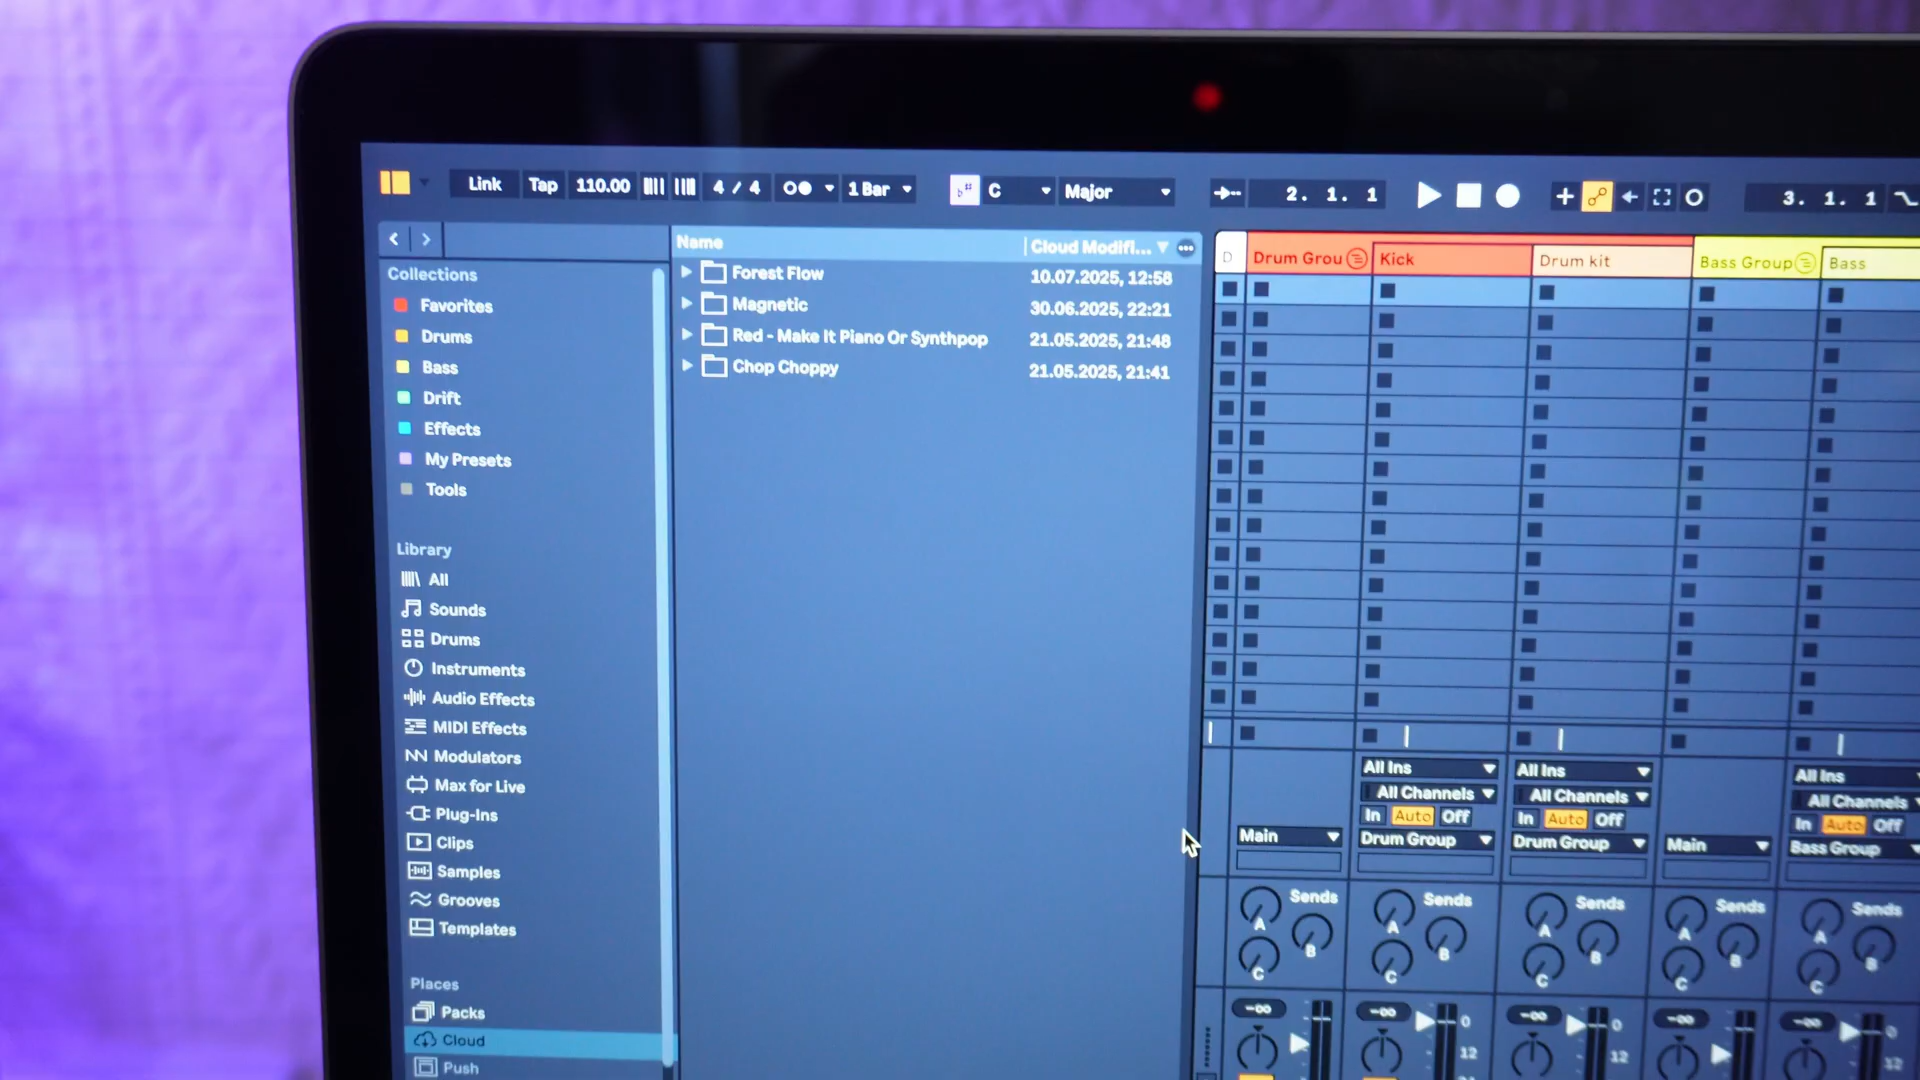 Link Tap 110.00 4 / 4 1 Bar C Major 2. 1. 1 3. 1. 1
Name Cloud Modifi...
Collections
Favorites
Drums
Bass
Drift
Effects
My Presets
Tools
Library
All
Sounds
Drums
Instruments
Audio Effects
MIDI Effects
Modulators
Max for Live
Plug-Ins
Clips
Samples
Grooves
Templates
Places
Packs
Cloud
Push
Forest Flow 10.07.2025, 12:58
Magnetic 30.06.2025, 22:21
Red - Make It Piano Or Synthpop 21.05.2025, 21:48
Chop Choppy 21.05.2025, 21:41
D Drum Grou Kick Drum kit Bass Group Bass
All Ins All Ins All Ins
All Channels All Channels All Channels
In Auto Off In Auto Off In Auto Off
Main Drum Group Drum Group Main Bass Group
Sends Sends Sends Sends Sends
A B A B A B A B A B
C C C C C
-∞ -∞ 0 -∞ 0 -∞ -∞ 0
12 12 12